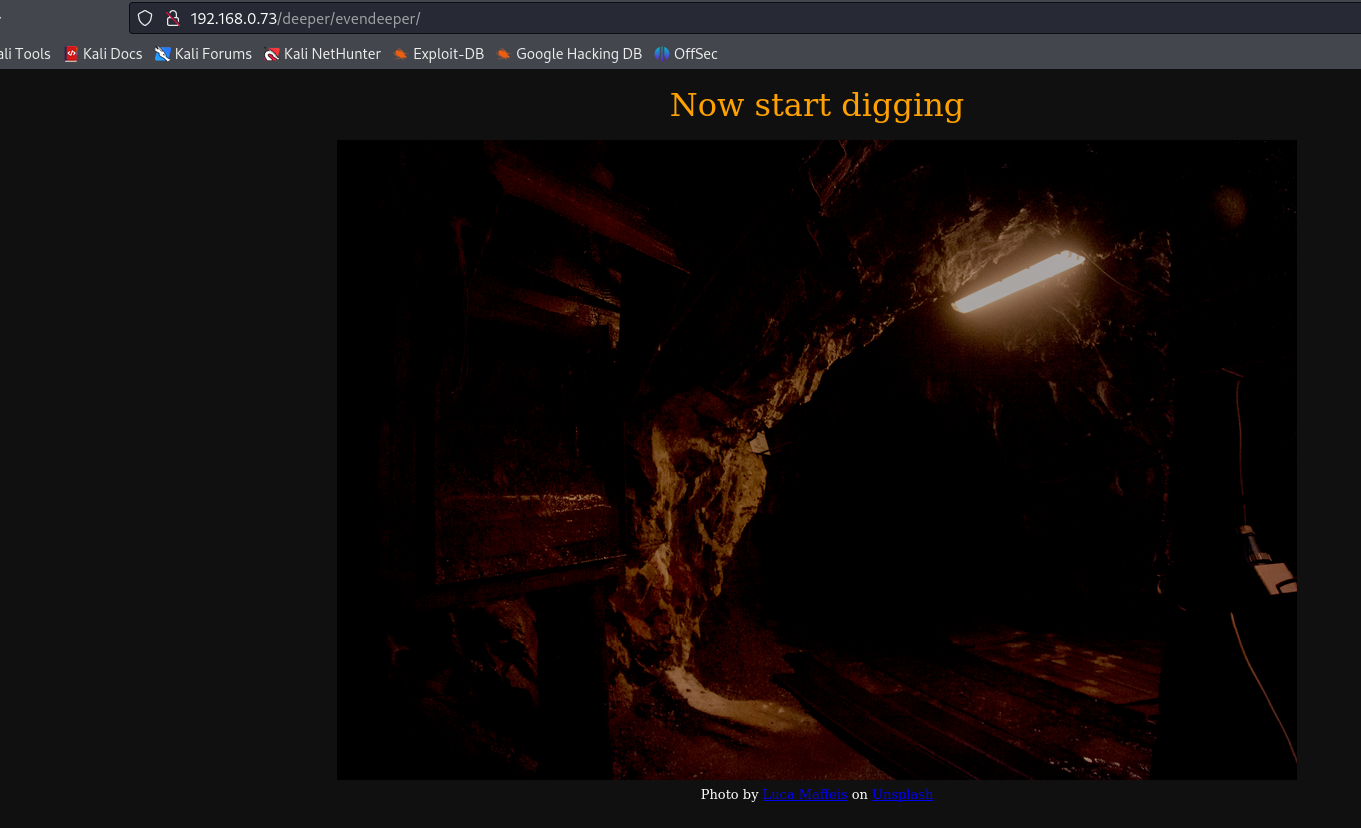 192.168.0.73/deeper/evendeeper/
ali Tools Kali Docs Kali Forums Kali NetHunter Exploit-DB Google Hacking DB OffSec
Now start digging
Photo by Luca Maffeis on Unsplash